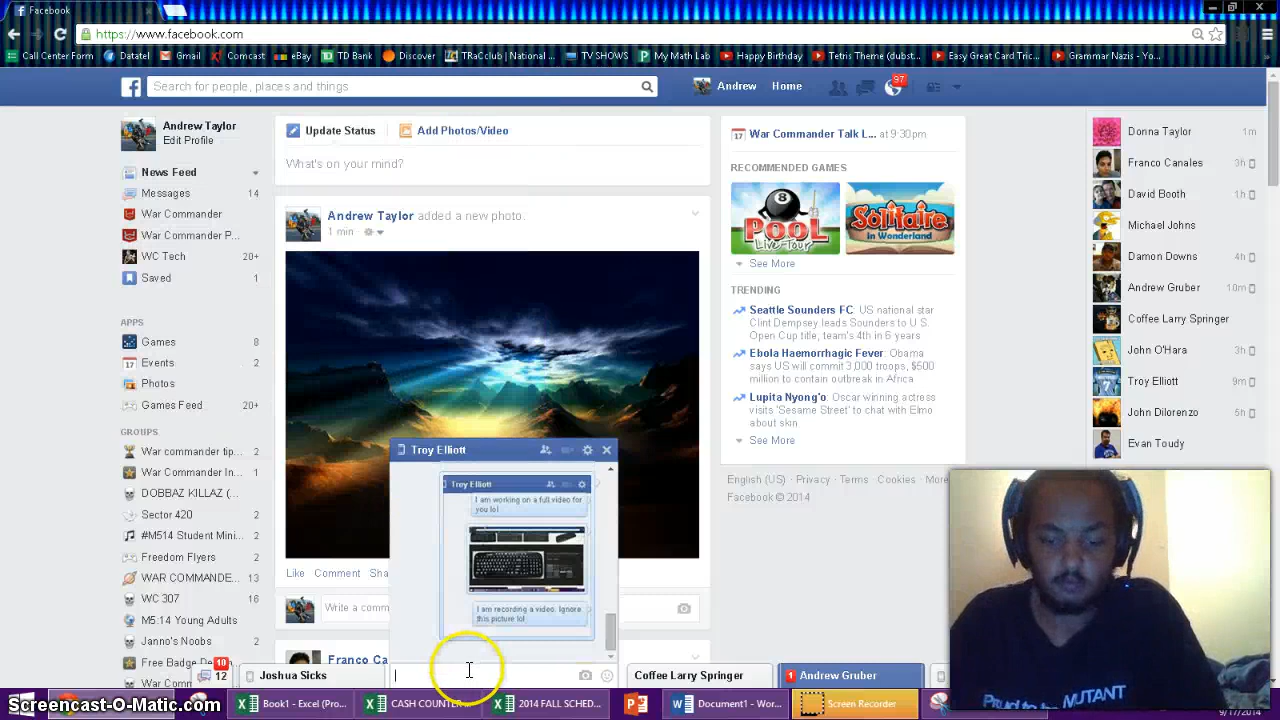 Facebook
https://www.facebook.com
Call Center Form Datatel Gmail Comcast eBay TD Bank Discover TRaCclub | National ... TV SHOWS My Math Lab Happy Birthday Tetris Theme (dubst... Easy Great Card Tric... Grammar Nazis - Yo...
Search for people, places and things
Andrew Home 97
Andrew Taylor
Edit Profile
News Feed
Messages 14
War Commander
War Comm P...
WC Tech 20+
Saved 1
APPS
Games 8
Events 2
Photos
Games Feed 20+
GROUPS
War commander tip... 2
War Commander In... 1
DOBBAZ KILLAZ (...
Sector 420 2
#M514 Student Mini...
Freedom Flyers 2
WAR COMMANDE...
WC 307 16
M5.14 Young Adults
Janno's Noobs 2
Free Badge De
War Comm
Update Status Add Photos/Video
What's on your mind?
Andrew Taylor added a new photo.
1 min
Like Comment Sha
Write a comm
Franco Ca
War Commander Talk L... at 9:30pm
RECOMMENDED GAMES
8
POOL
Live Tour
Solitaire
in Wonderland
See More
TRENDING
Seattle Sounders FC: US national star
Clint Dempsey leads Sounders to U.S.
Open Cup title, team's 4th in 6 years
Ebola Haemorrhagic Fever: Obama
says US will commit 3,000 troops, $500
million to contain outbreak in Africa
Lupita Nyong'o: Oscar winning actress
visits 'Sesame Street' to chat with Elmo
about skin
See More
English (US) · Privacy · Terms · Cookies · More
Facebook © 2014
Donna Taylor 1m
Franco Canales 3h
David Booth 1h
Michael Johns
Damon Downs 4h
Andrew Gruber 10m
Coffee Larry Springer
John O'Hara 3h
Troy Elliott 9m
John Dilorenzo 5h
Evan Toudy
Troy Elliott
Troy Elliott
I am working on a full video for
you lol
I am recording a video. Ignore
this picture lol
10
12
Joshua Sicks
Coffee Larry Springer
1 Andrew Gruber
PROUD to be MUTANT
Book1 - Excel (Pro... CASH COUNTER ... 2014 FALL SCHED... Document1 - Wor... Screen Recorder
9/17/2014
Screencast-O-Matic.com